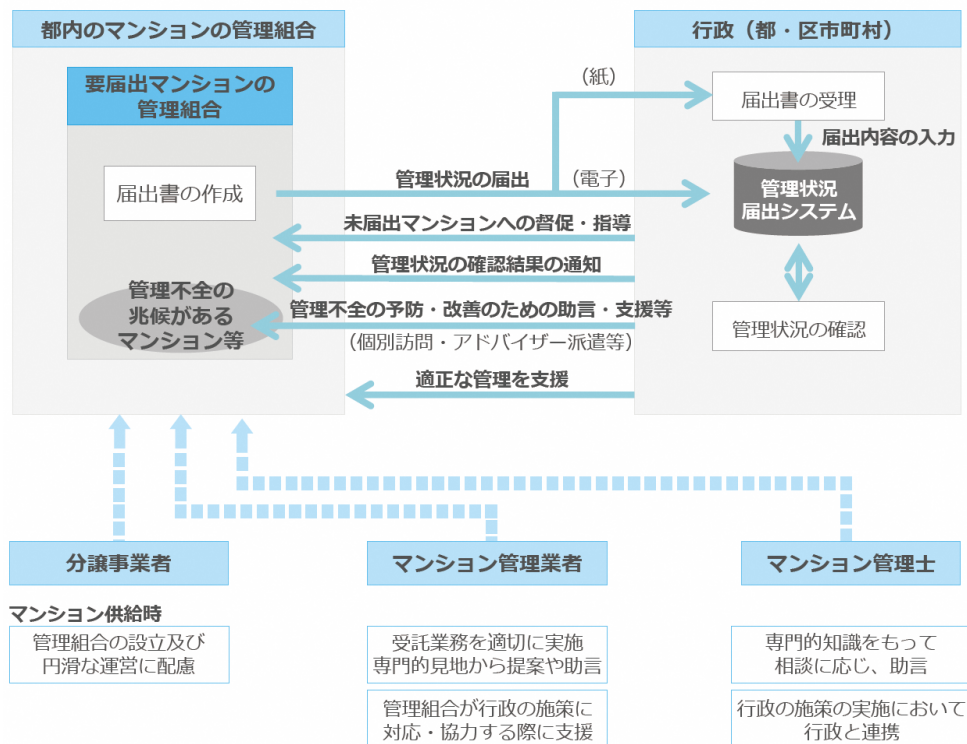 都内のマンションの管理組合
行政（都・区市町村）
要届出マンションの
管理組合
（紙）
届出書の受理
届出内容の入力
届出書の作成
管理状況の届出
（電子）
管理状況
届出システム
未届出マンションへの督促・指導
管理状況の確認結果の通知
管理不全の
兆候がある
マンション等
管理不全の予防・改善のための助言・支援等
（個別訪問・アドバイザー派遣等）
管理状況の確認
適正な管理を支援
分譲事業者
マンション管理業者
マンション管理士
マンション供給時
管理組合の設立及び
円滑な運営に配慮
受託業務を適切に実施
専門的見地から提案や助言
専門的知識をもって
相談に応じ、助言
管理組合が行政の施策に
対応・協力する際に支援
行政の施策の実施において
行政と連携